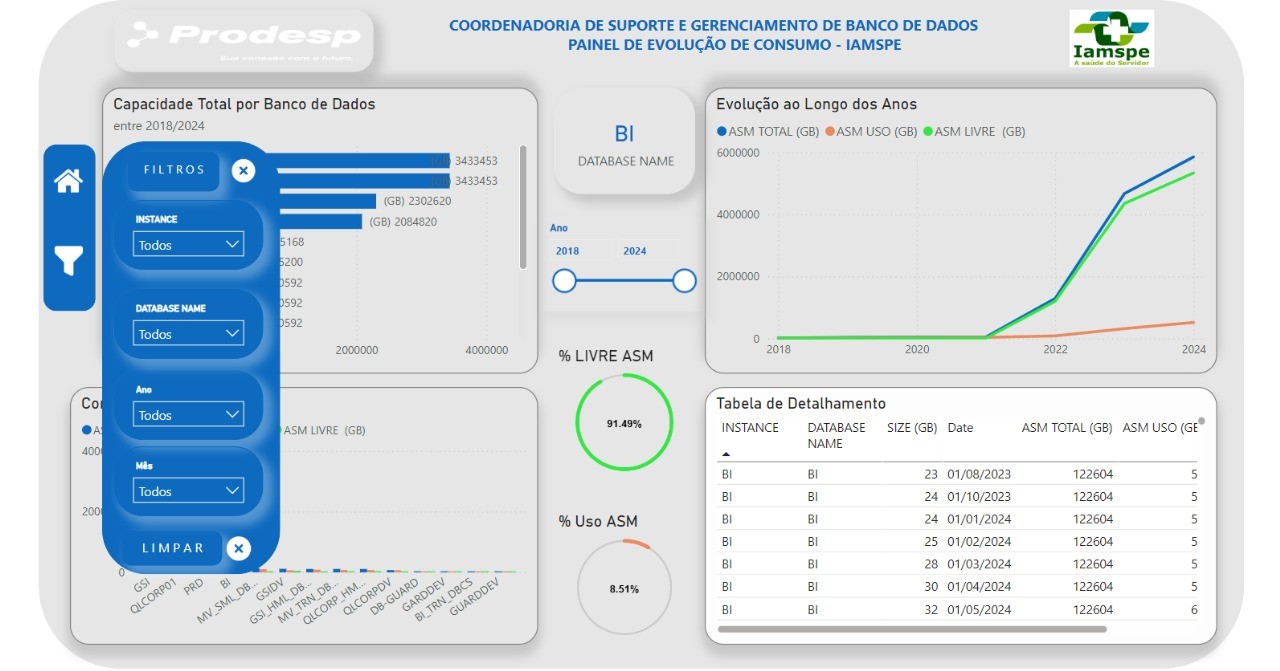 Prodesp
Sua conexão com o futuro
COORDENADORIA DE SUPORTE E GERENCIAMENTO DE BANCO DE DADOS
PAINEL DE EVOLUÇÃO DE CONSUMO - IAMSPE
Iamspe
A saúde do Servidor
Capacidade Total por Banco de Dados
entre 2018/2024
3433453
3433453
(GB) 2302620
(GB) 2084820
5168
5200
0592
0592
0592
2000000
4000000
FILTROS
INSTANCE
Todos
DATABASE NAME
Todos
Ano
Todos
Mês
Todos
LIMPAR
BI
DATABASE NAME
Ano
2018
2024
% LIVRE ASM
91.49%
% Uso ASM
8.51%
Evolução ao Longo dos Anos
ASM TOTAL (GB) ASM USO (GB) ASM LIVRE (GB)
6000000
4000000
2000000
0
2018 2020 2022 2024
Con
AS
ASM LIVRE (GB)
4000
2000
0
GSI
QLCORP01
PRD
BI
MV_SML_DB...
GSIDV
GSI_HML_DB...
MV_TRN_DB...
QLCORP_HM...
QLCORPDV
DB-GUARD
GARDDEV
BI_TRN_DBCS
GUARDDEV
Tabela de Detalhamento
INSTANCE DATABASE NAME SIZE (GB) Date ASM TOTAL (GB) ASM USO (GB
BI BI 23 01/08/2023 122604 5
BI BI 24 01/10/2023 122604 5
BI BI 24 01/01/2024 122604 5
BI BI 25 01/02/2024 122604 5
BI BI 28 01/03/2024 122604 5
BI BI 30 01/04/2024 122604 5
BI BI 32 01/05/2024 122604 6